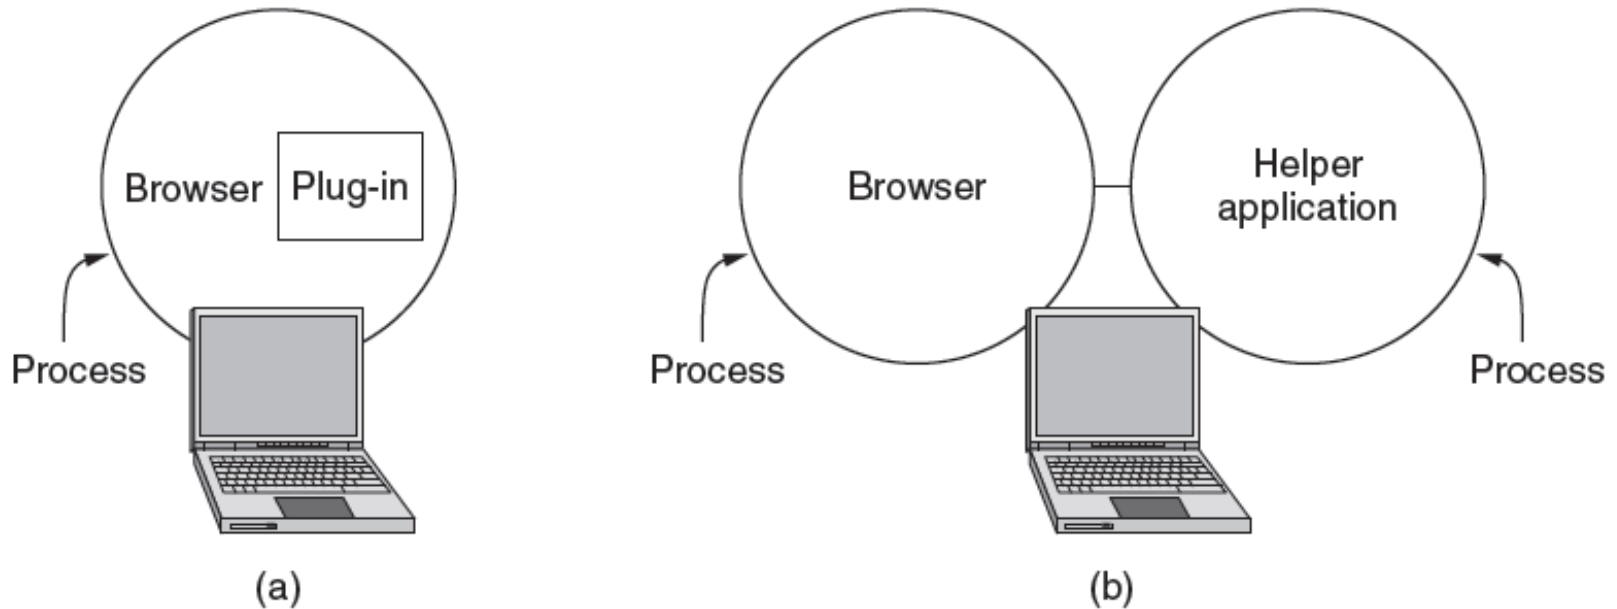 Browser
Plug-in
Process
(a)
Browser
Helper
application
Process
Process
(b)